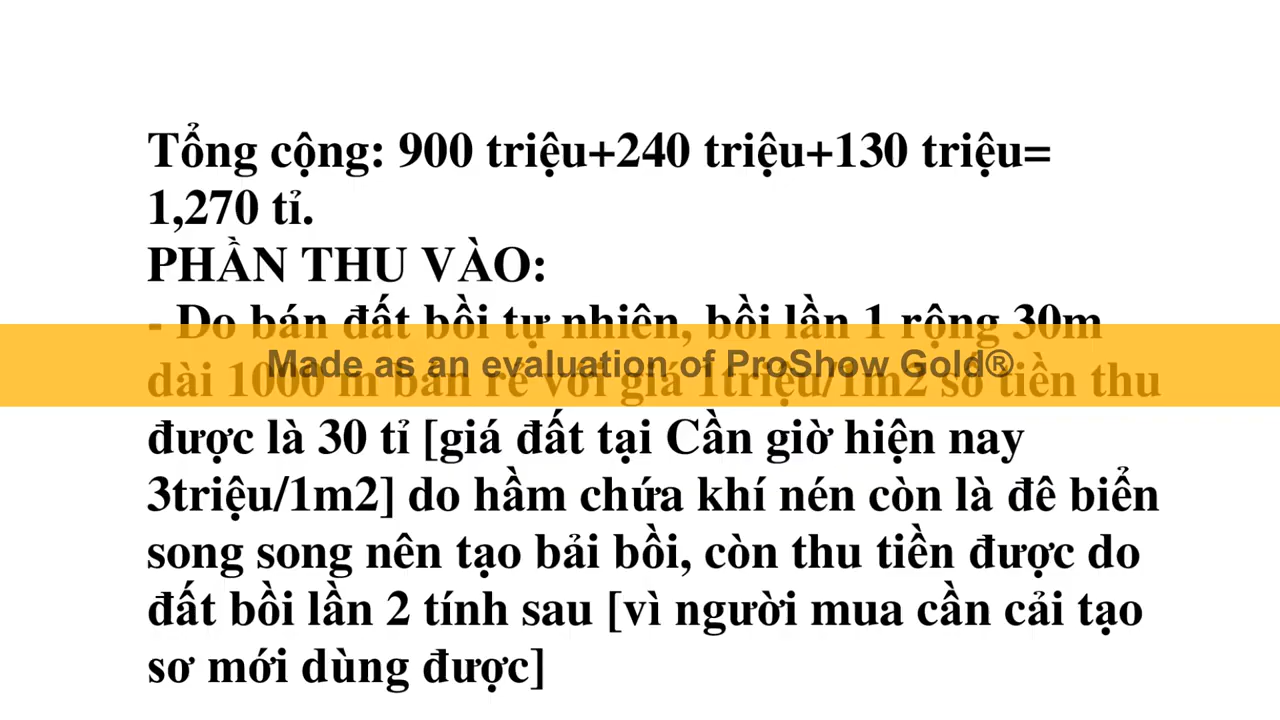 Tổng cộng: 900 triệu+240 triệu+130 triệu=
1,270 tỉ.
PHẦN THU VÀO:
- Do bán đất bồi tự nhiên, bồi lần 1 rộng 30m
Made as an evaluation of ProShow Gold®
dài 1000 m bán rẻ với giá 1triệu/1m2 số tiền thu
được là 30 tỉ [giá đất tại Cần giờ hiện nay
3triệu/1m2] do hầm chứa khí nén còn là đê biển
song song nên tạo bải bồi, còn thu tiền được do
đất bồi lần 2 tính sau [vì người mua cần cải tạo
sơ mới dùng được]